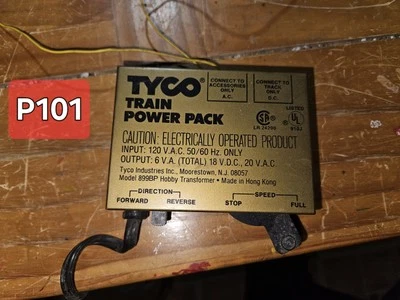 P101
TYCO®
TRAIN
POWER PACK
CONNECT TO
ACCESSORIES
ONLY
A.C.
CONNECT TO
TRACK
ONLY
D.C.
LISTED
CAUTION: ELECTRICALLY OPERATED PRODUCT
INPUT: 120 V.A.C. 50/60 Hz. ONLY
OUTPUT: 6 V.A. (TOTAL) 18 V.D.C., 20 V.A.C.
Tyco Industries Inc., Moorestown, N.J. 08057
Model 899BP Hobby Transformer • Made in Hong Kong
DIRECTION
FORWARD REVERSE
SPEED
STOP FULL